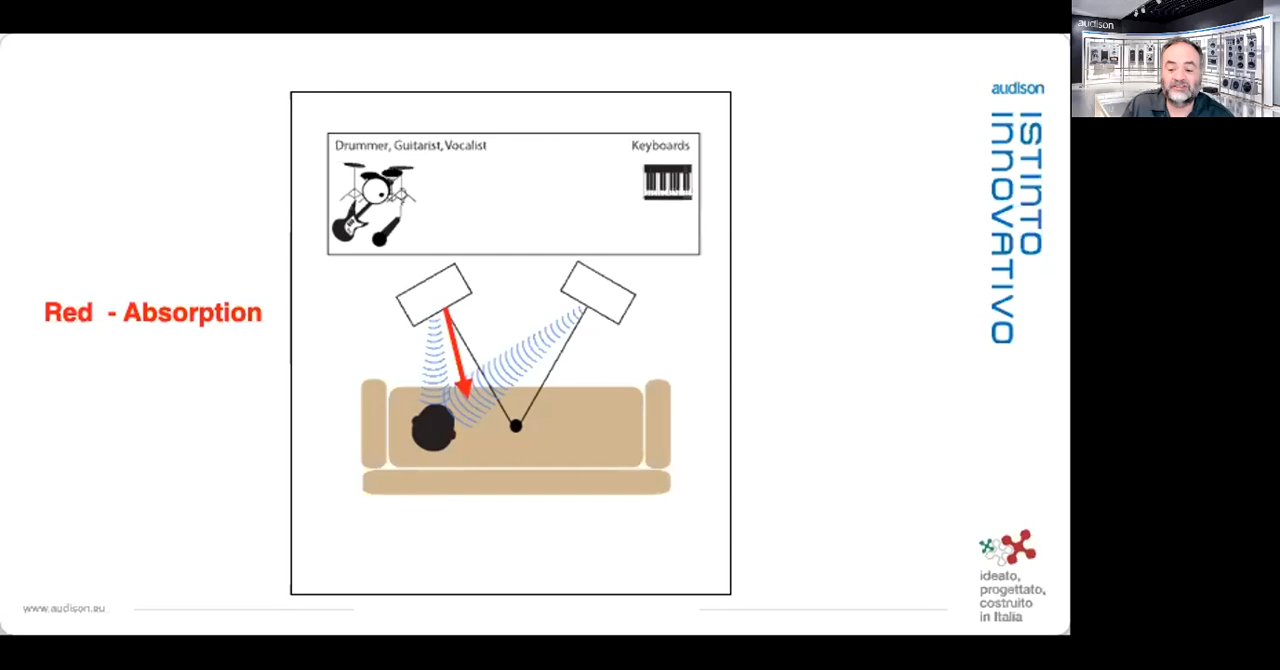 audison
Drummer, Guitarist, Vocalist
Keyboards
Red - Absorption
audison
ISTINTO
INNOVATIVO
ideato,
progettato,
costruito
in Italia
www.audison.eu